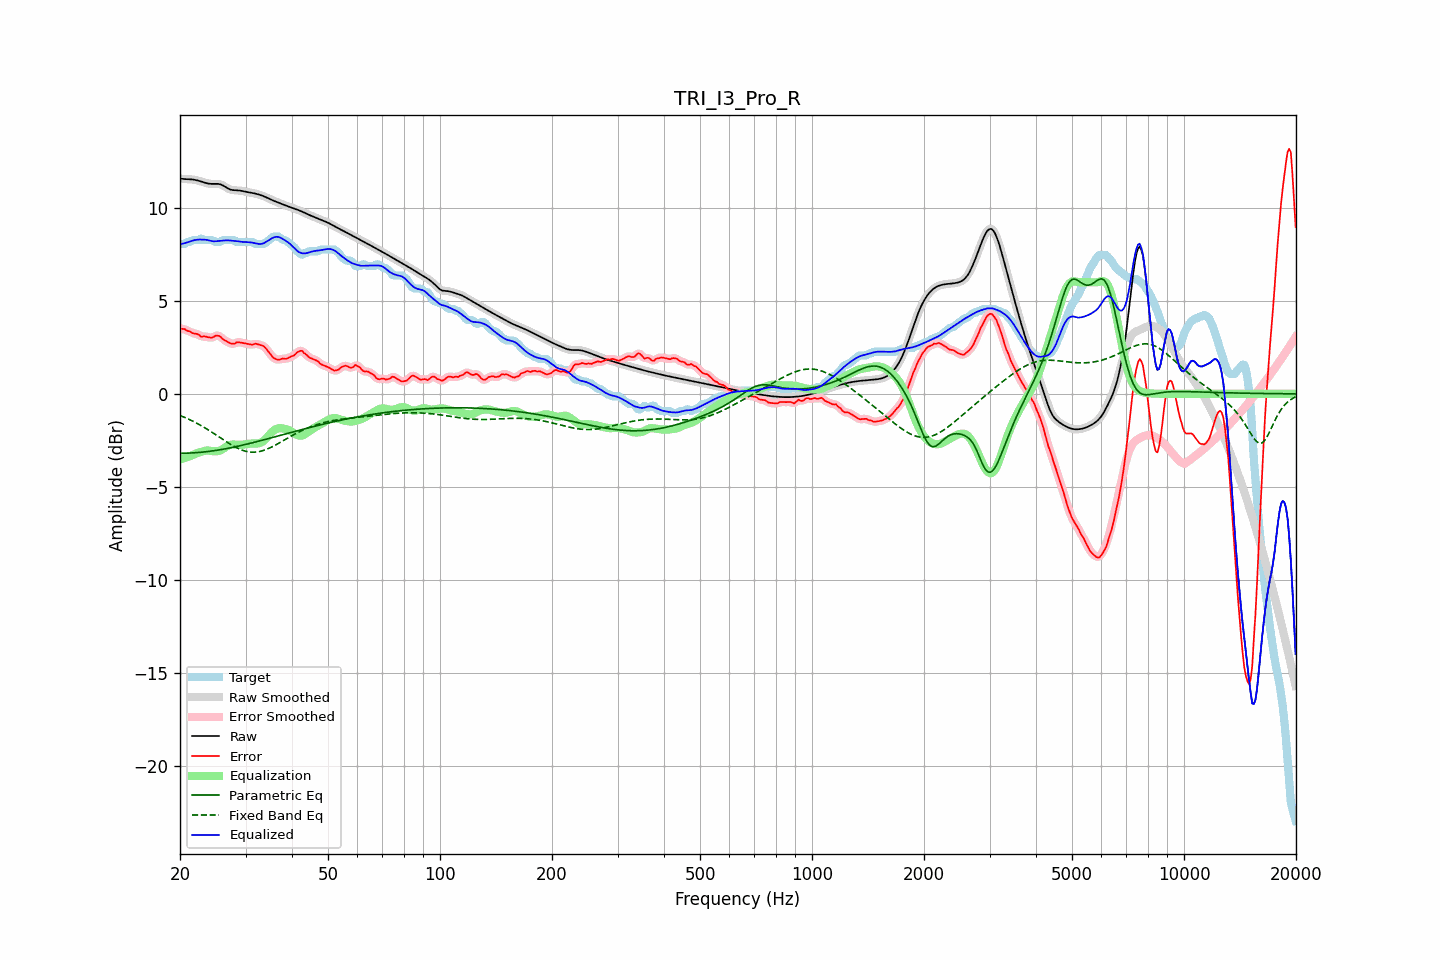 TRI_I3_Pro_R
10
5
0
−5
−10
−15
−20
Amplitude (dBr)
Target
Raw Smoothed
Error Smoothed
Raw
Error
Equalization
Parametric Eq
Fixed Band Eq
Equalized
20 50 100 200 500 1000 2000 5000 10000 20000
Frequency (Hz)